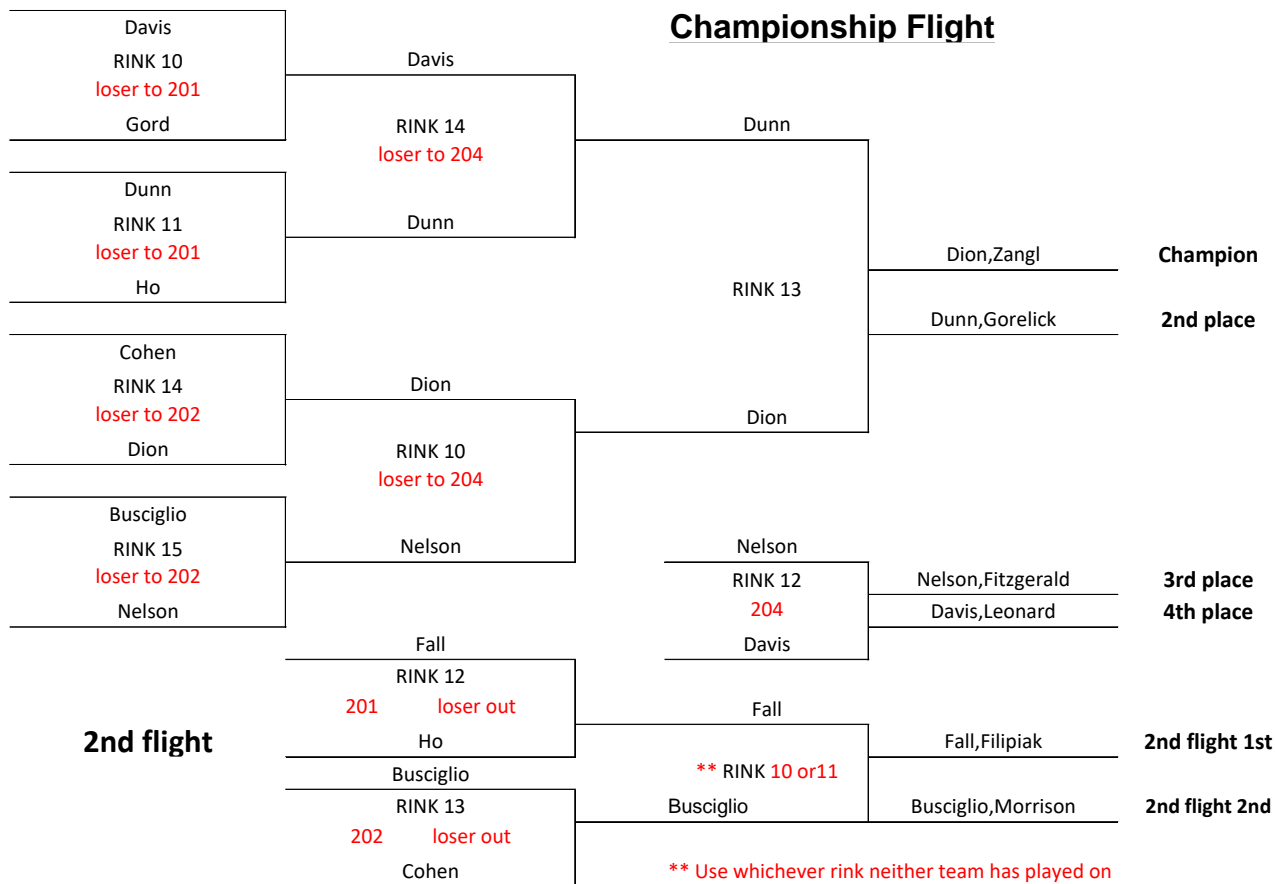 Championship Flight
Davis
RINK 10
loser to 201
Gord
Dunn
RINK 11
loser to 201
Ho
Cohen
RINK 14
loser to 202
Dion
Busciglio
RINK 15
loser to 202
Nelson
Davis
RINK 14
loser to 204
Dunn
Dion
RINK 10
loser to 204
Nelson
Dunn
RINK 13
Dion
Dion,Zangl Champion
Dunn,Gorelick 2nd place
Nelson
RINK 12
204
Davis
Nelson,Fitzgerald 3rd place
Davis,Leonard 4th place
2nd flight
Fall
RINK 12
201 loser out
Ho
Busciglio
RINK 13
202 loser out
Cohen
Fall
** RINK 10 or11
Busciglio
Fall,Filipiak 2nd flight 1st
Busciglio,Morrison 2nd flight 2nd
** Use whichever rink neither team has played on